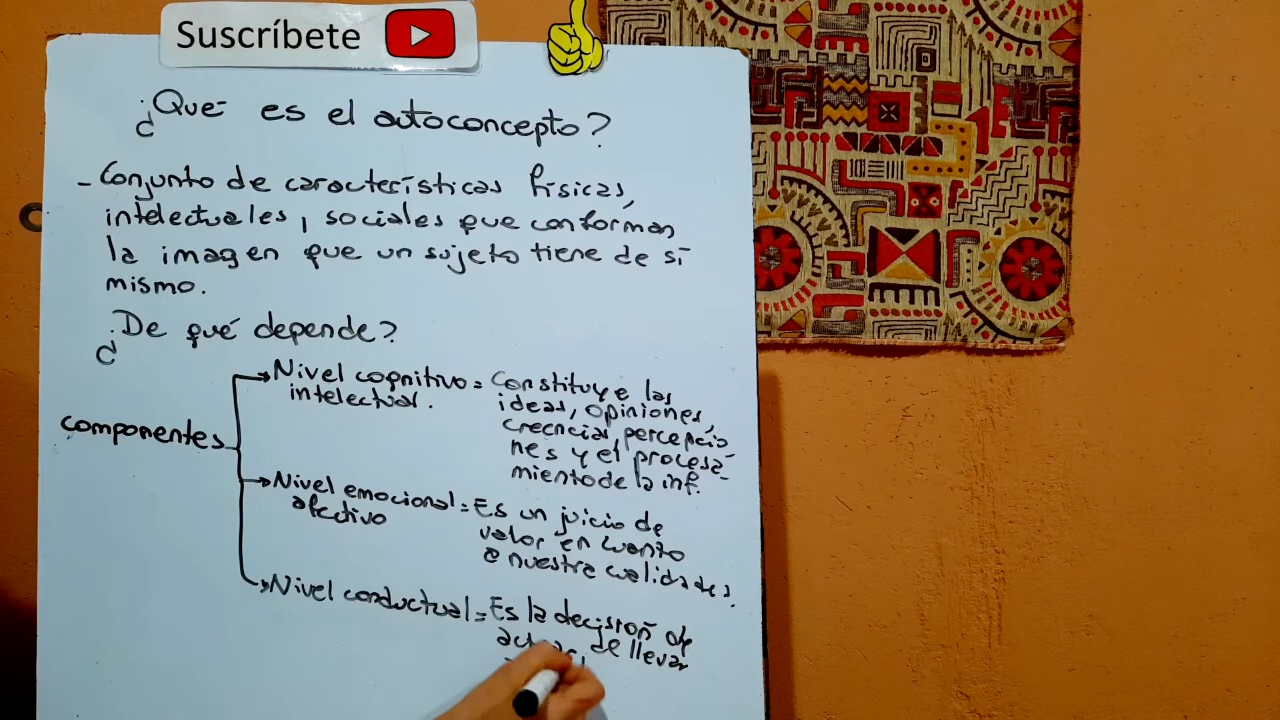 Suscríbete
¿Qué es el autoconcepto?
- Conjunto de características físicas,
intelectuales, sociales que conforman
la imagen que un sujeto tiene de sí
mismo.
¿De qué depende?
componentes
Nivel cognitivo =
intelectual.
Constituye las
ideas, opiniones,
creencias, percepcio
nes y el procesa-
miento de la inf.
Nivel emocional =
afectivo
Es un juicio de
valor en cuanto
a nuestra cualidades.
Nivel conductual =
Es la decisión de
de llevar